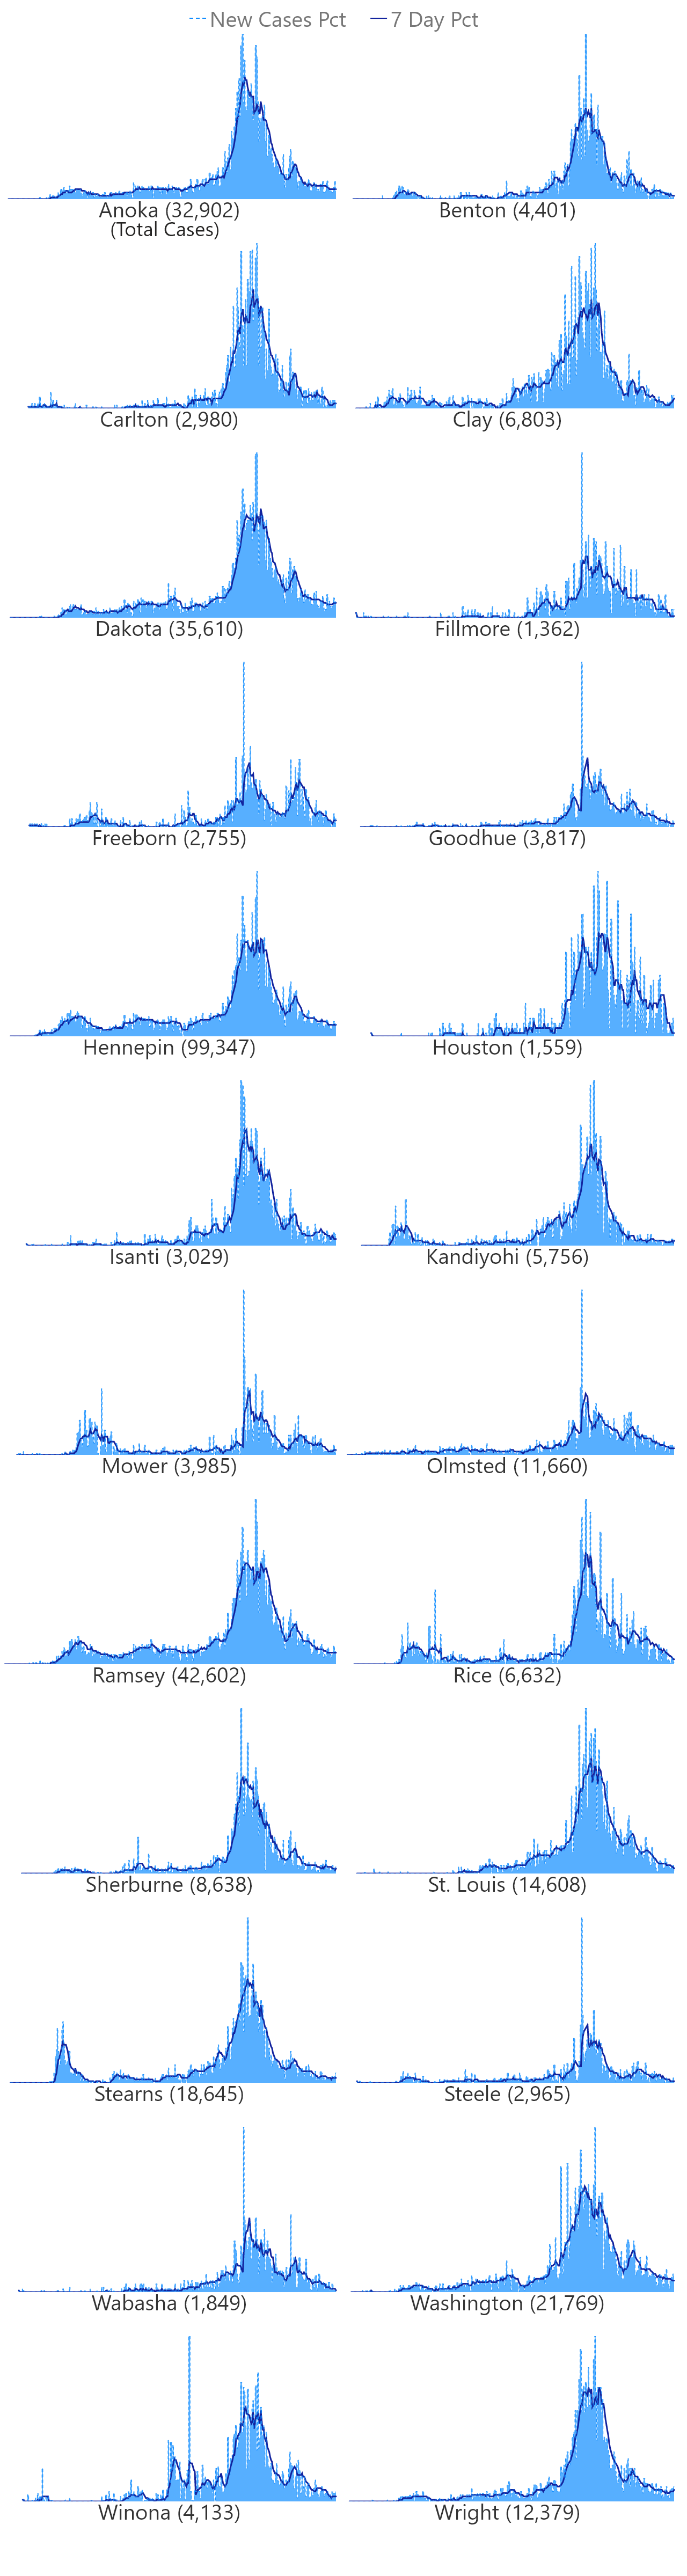 New Cases Pct 7 Day Pct
Anoka (32,902) Benton (4,401)
(Total Cases)
Carlton (2,980) Clay (6,803)
Dakota (35,610) Fillmore (1,362)
Freeborn (2,755) Goodhue (3,817)
Hennepin (99,347) Houston (1,559)
Isanti (3,029) Kandiyohi (5,756)
Mower (3,985) Olmsted (11,660)
Ramsey (42,602) Rice (6,632)
Sherburne (8,638) St. Louis (14,608)
Stearns (18,645) Steele (2,965)
Wabasha (1,849) Washington (21,769)
Winona (4,133) Wright (12,379)